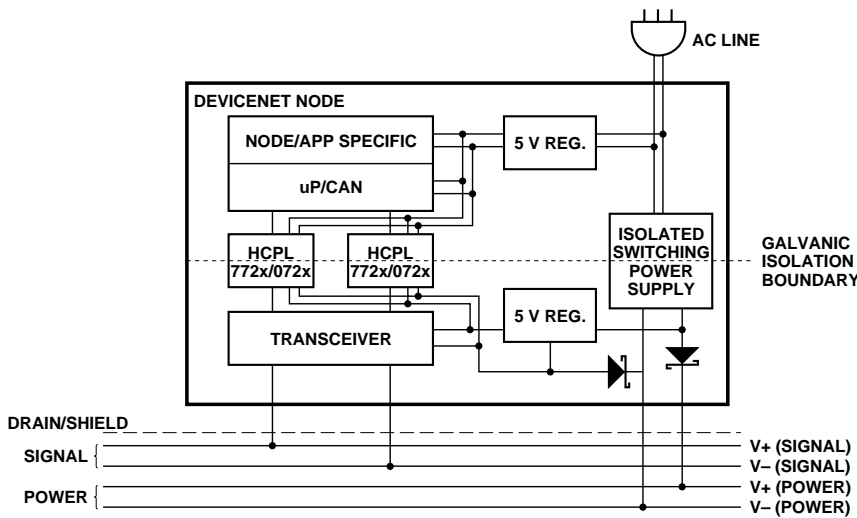 AC LINE
DEVICENET NODE
NODE/APP SPECIFIC
5 V REG.
uP/CAN
HCPL
772x/072x
HCPL
772x/072x
ISOLATED
SWITCHING
POWER
SUPPLY
GALVANIC
ISOLATION
BOUNDARY
5 V REG.
TRANSCEIVER
DRAIN/SHIELD
SIGNAL
V+ (SIGNAL)
V– (SIGNAL)
POWER
V+ (POWER)
V– (POWER)